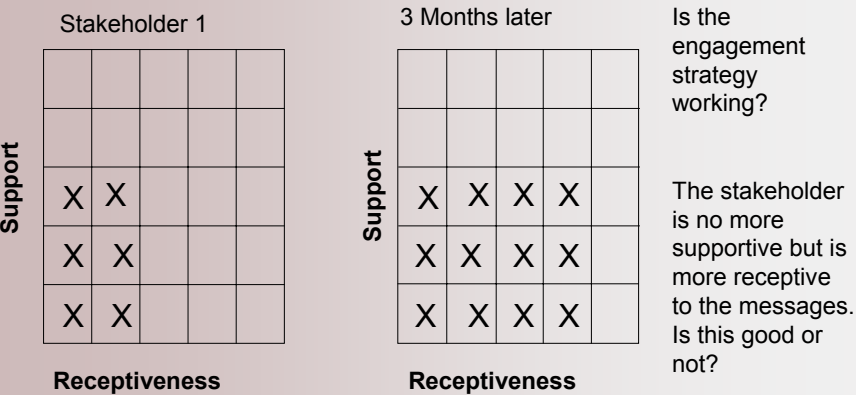 Stakeholder 1
Support
X X
X X
X X
Receptiveness
3 Months later
Support
X X X X
X X X X
X X X X
Receptiveness
Is the
engagement
strategy
working?
The stakeholder
is no more
supportive but is
more receptive
to the messages.
Is this good or
not?